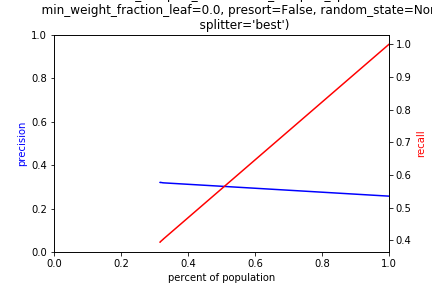 min_weight_fraction_leaf=0.0, presort=False, random_state=Non
splitter='best')
1.0
0.8
0.6
0.4
0.2
0.0
precision
1.0
0.9
0.8
0.7
0.6
0.5
0.4
recall
0.0 0.2 0.4 0.6 0.8 1.0
percent of population